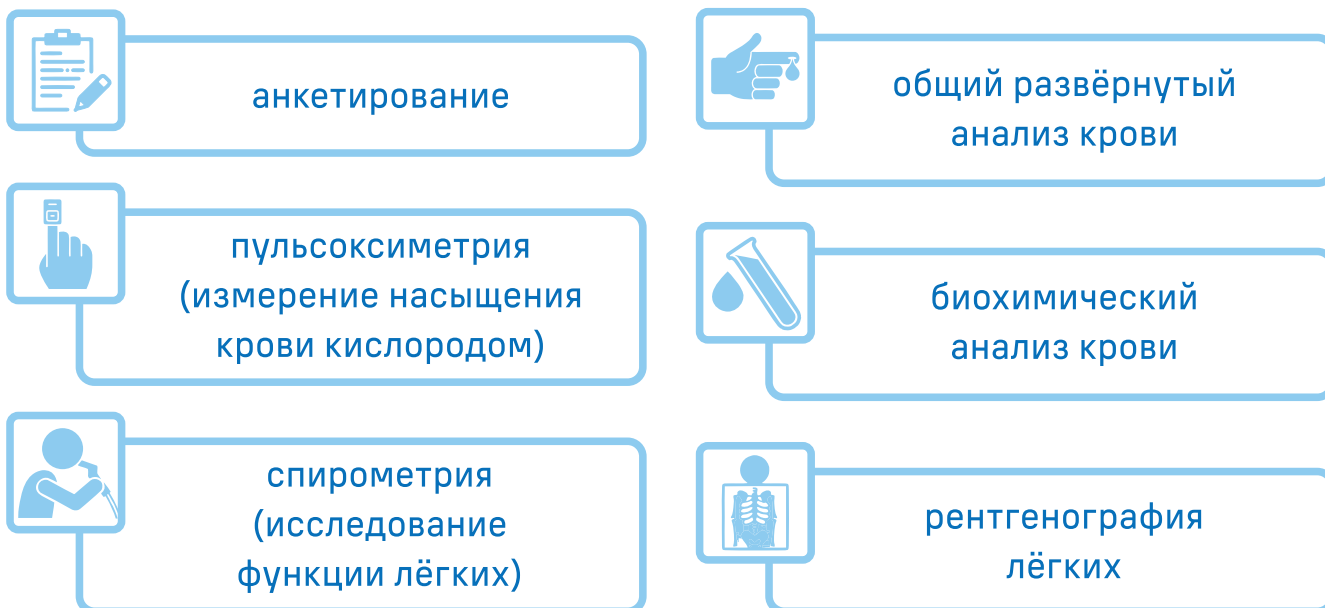 анкетирование
пульсоксиметрия
(измерение насыщения
крови кислородом)
спирометрия
(исследование
функции лёгких)
общий развёрнутый
анализ крови
биохимический
анализ крови
рентгенография
лёгких